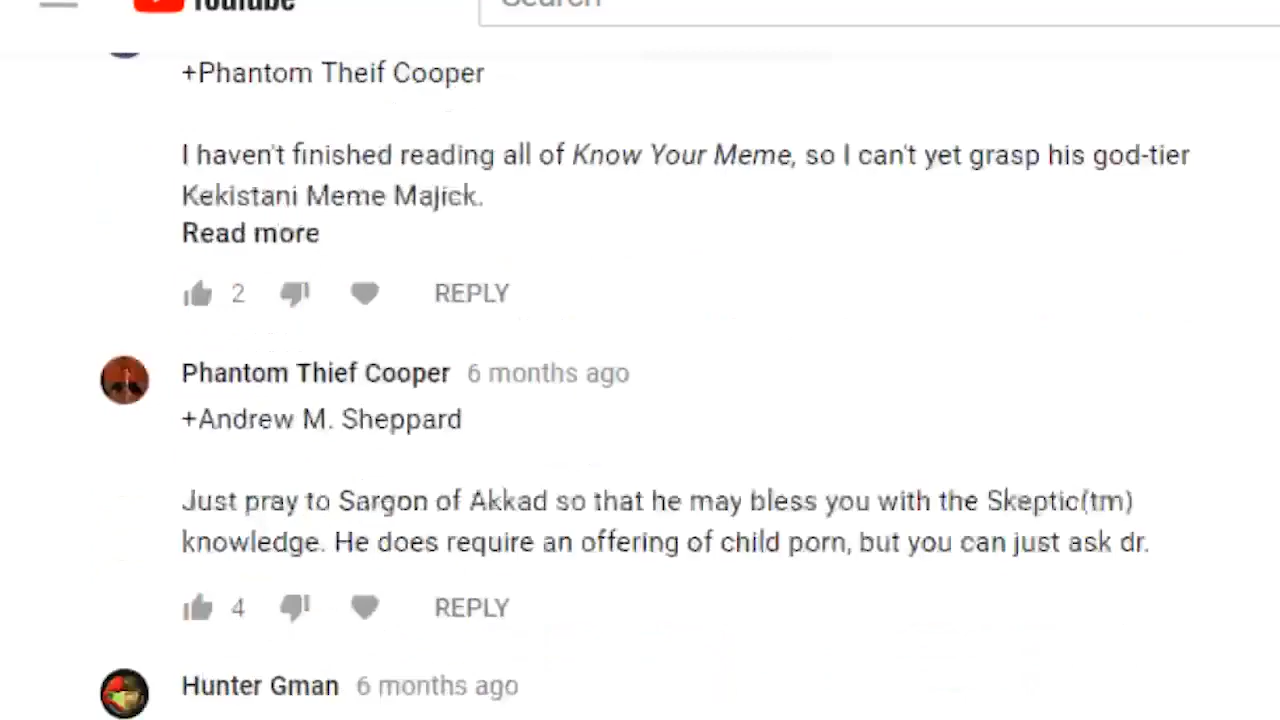 YouTube
Search
+Phantom Theif Cooper
I haven't finished reading all of Know Your Meme, so I can't yet grasp his god-tier
Kekistani Meme Majick.
Read more
2 REPLY
Phantom Thief Cooper 6 months ago
+Andrew M. Sheppard
Just pray to Sargon of Akkad so that he may bless you with the Skeptic(tm)
knowledge. He does require an offering of child porn, but you can just ask dr.
4 REPLY
Hunter Gman 6 months ago